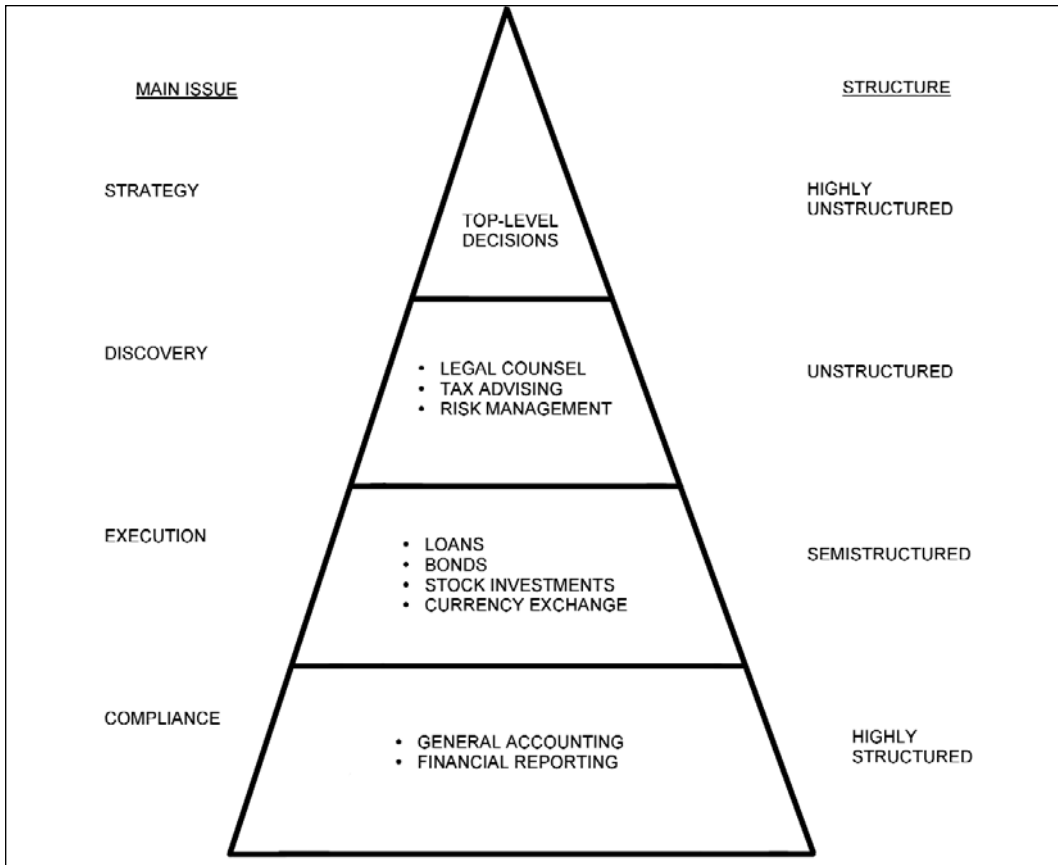 MAIN ISSUE
STRUCTURE
STRATEGY
HIGHLY
UNSTRUCTURED
TOP-LEVEL
DECISIONS
DISCOVERY
• LEGAL COUNSEL
• TAX ADVISING
• RISK MANAGEMENT
UNSTRUCTURED
EXECUTION
• LOANS
• BONDS
• STOCK INVESTMENTS
• CURRENCY EXCHANGE
SEMISTRUCTURED
COMPLIANCE
• GENERAL ACCOUNTING
• FINANCIAL REPORTING
HIGHLY
STRUCTURED